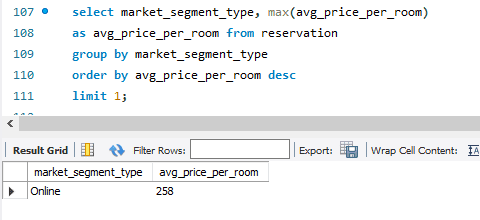 107 select market_segment_type, max(avg_price_per_room)
108 as avg_price_per_room from reservation
109 group by market_segment_type
110 order by avg_price_per_room desc
111 limit 1;
Result Grid Filter Rows: Export: Wrap Cell Content:
market_segment_type avg_price_per_room
Online 258